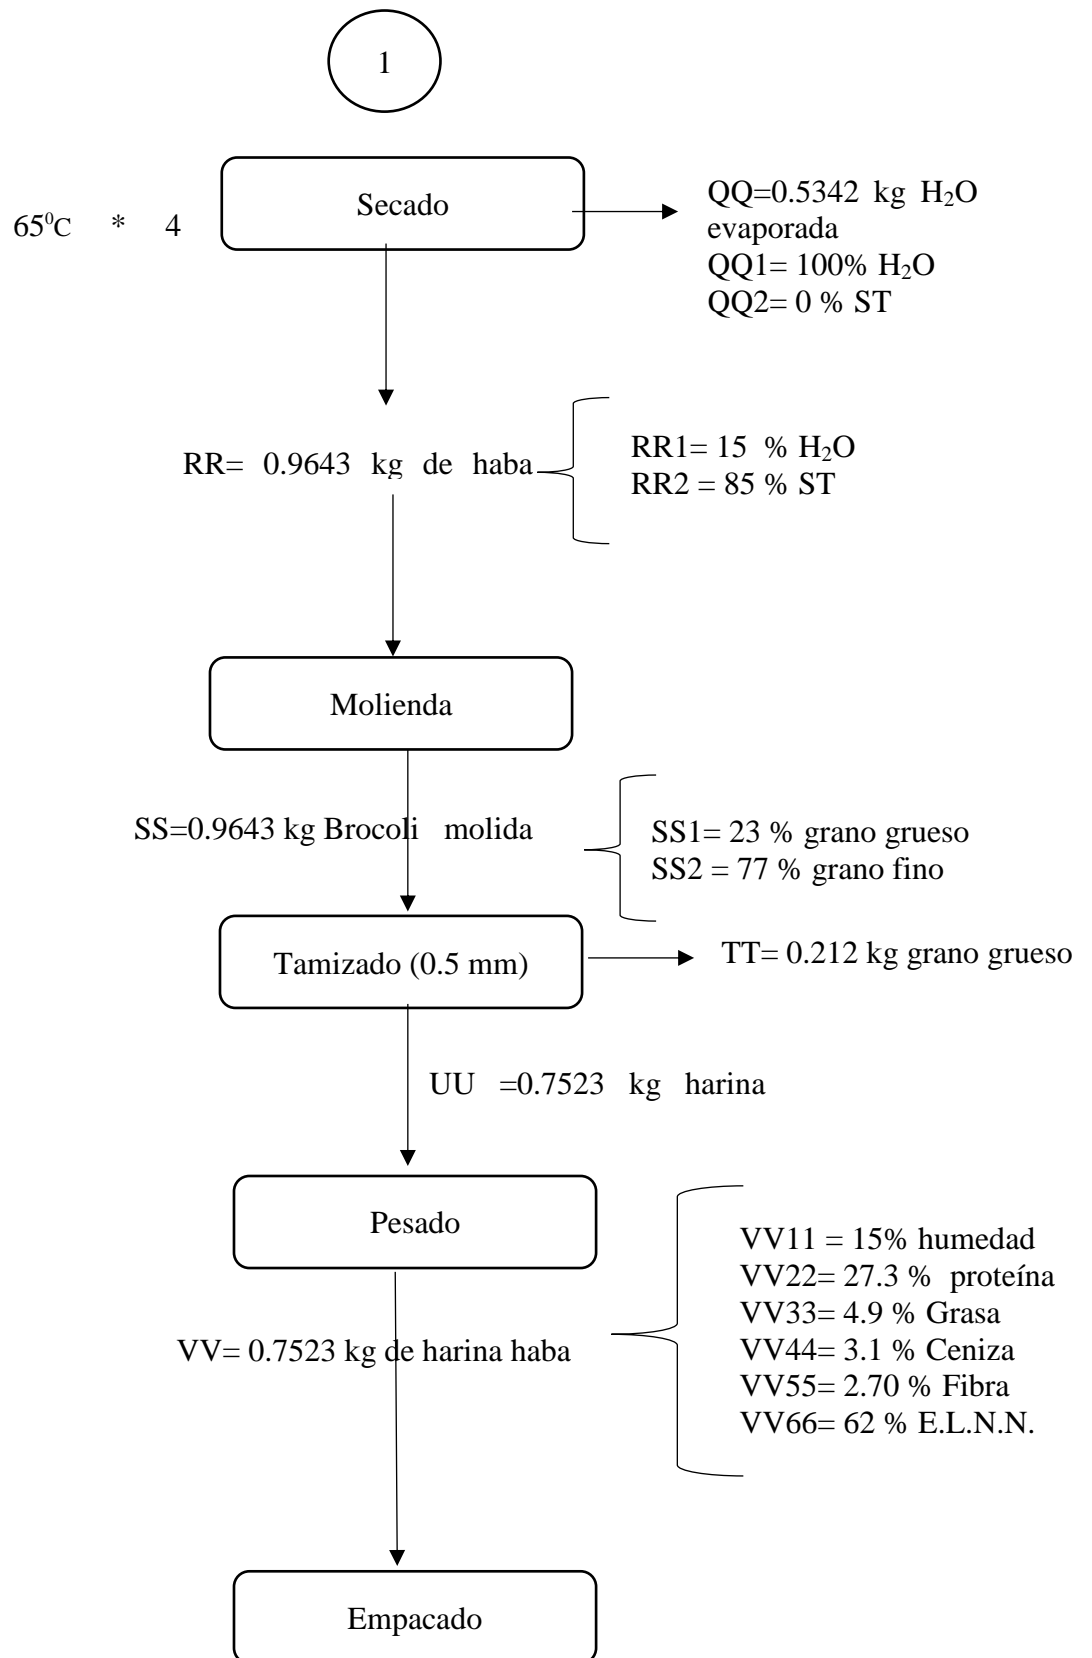 1
Secado
65⁰C * 4
QQ=0.5342 kg H₂O
evaporada
QQ1= 100% H₂O
QQ2= 0 % ST
RR= 0.9643 kg de haba
RR1= 15 % H₂O
RR2 = 85 % ST
Molienda
SS=0.9643 kg Brocoli molida
SS1= 23 % grano grueso
SS2 = 77 % grano fino
Tamizado (0.5 mm)
TT= 0.212 kg grano grueso
UU =0.7523 kg harina
Pesado
VV= 0.7523 kg de harina haba
VV11 = 15% humedad
VV22= 27.3 % proteína
VV33= 4.9 % Grasa
VV44= 3.1 % Ceniza
VV55= 2.70 % Fibra
VV66= 62 % E.L.N.N.
Empacado